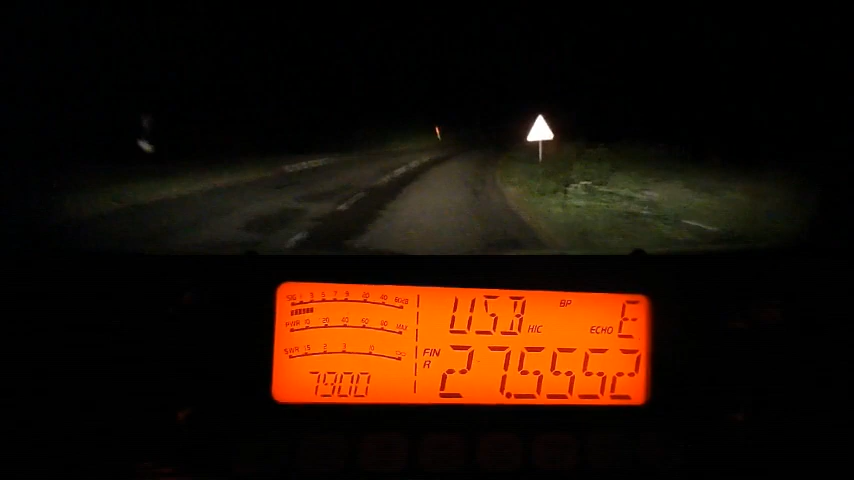 SIG 1 3 5 7 9 20 40 60dB
PWR 10 20 40 60 80 MAX
SWR 1.5 2 3 10 ∞
7900
USB HIC BP ECHO E
FIN R 27.5552